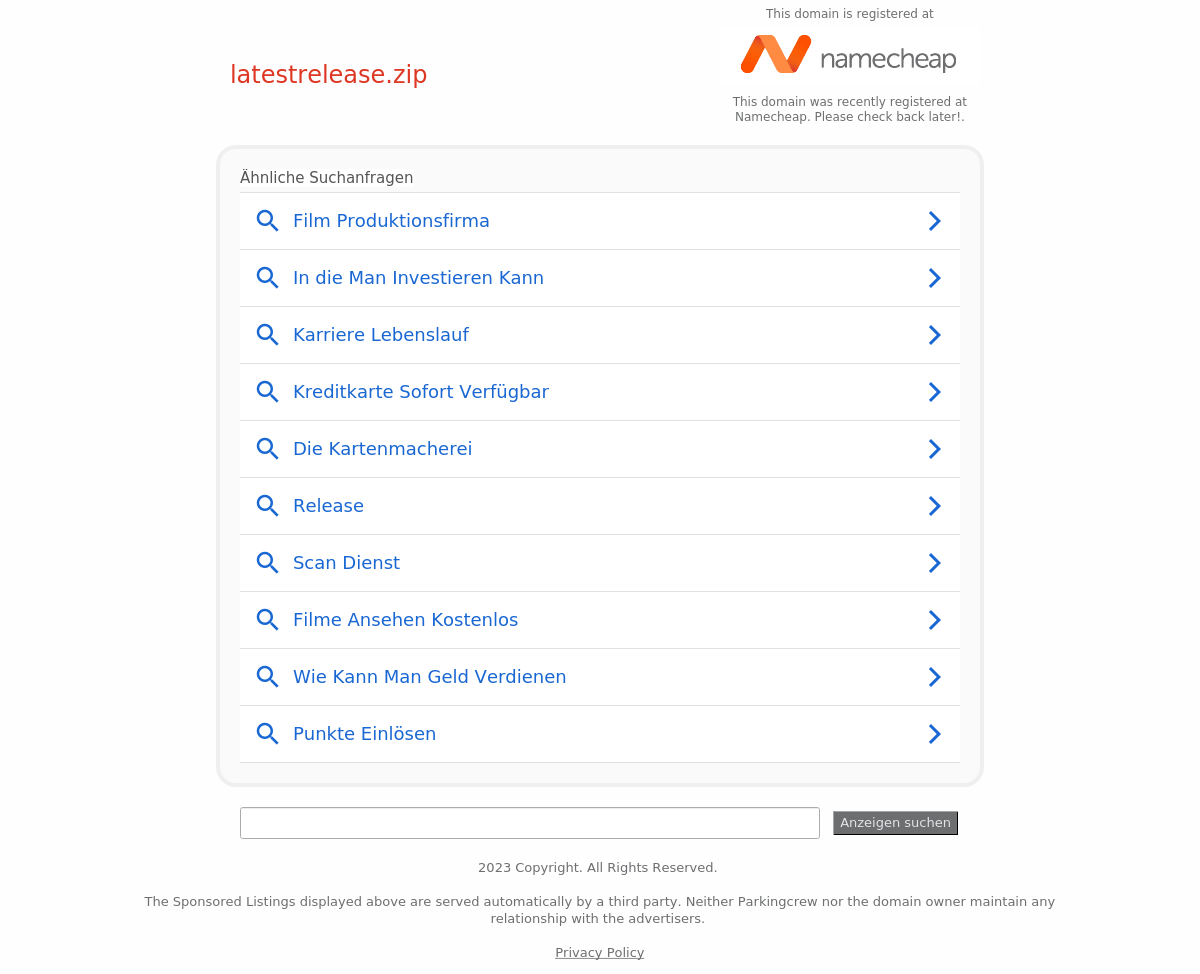 This domain is registered at
namecheap
latestrelease.zip
This domain was recently registered at
Namecheap. Please check back later!.
Ähnliche Suchanfragen
Film Produktionsfirma
In die Man Investieren Kann
Karriere Lebenslauf
Kreditkarte Sofort Verfügbar
Die Kartenmacherei
Release
Scan Dienst
Filme Ansehen Kostenlos
Wie Kann Man Geld Verdienen
Punkte Einlösen
Anzeigen suchen
2023 Copyright. All Rights Reserved.
The Sponsored Listings displayed above are served automatically by a third party. Neither Parkingcrew nor the domain owner maintain any
relationship with the advertisers.
Privacy Policy